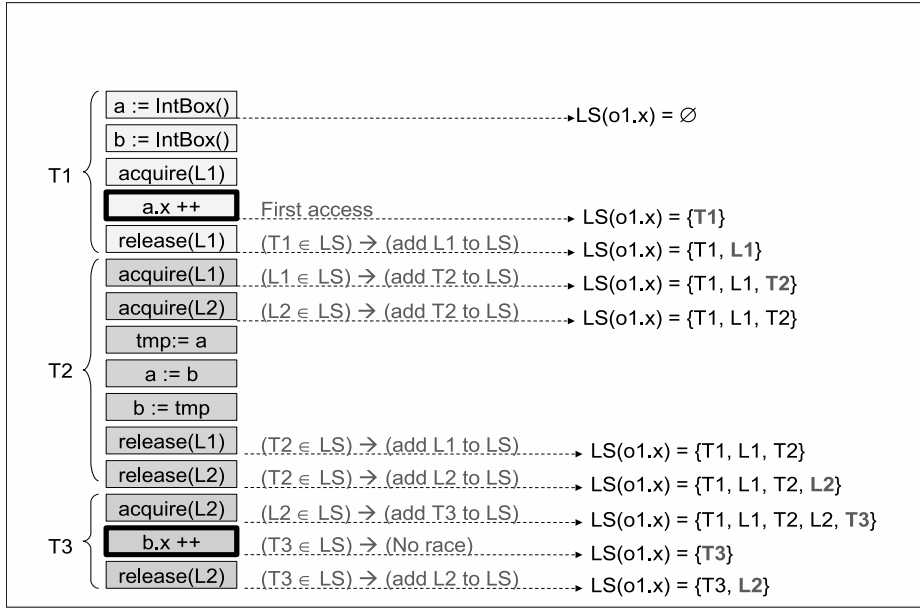 a := IntBox() LS(o1.x) = ∅
b := IntBox()
T1 acquire(L1)
a.x ++ First access LS(o1.x) = {T1}
release(L1) (T1 ∈ LS) → (add L1 to LS) LS(o1.x) = {T1, L1}
acquire(L1) (L1 ∈ LS) → (add T2 to LS) LS(o1.x) = {T1, L1, T2}
acquire(L2) (L2 ∈ LS) → (add T2 to LS) LS(o1.x) = {T1, L1, T2}
tmp:= a
T2 a := b
b := tmp
release(L1) (T2 ∈ LS) → (add L1 to LS) LS(o1.x) = {T1, L1, T2}
release(L2) (T2 ∈ LS) → (add L2 to LS) LS(o1.x) = {T1, L1, T2, L2}
acquire(L2) (L2 ∈ LS) → (add T3 to LS) LS(o1.x) = {T1, L1, T2, L2, T3}
T3 b.x ++ (T3 ∈ LS) → (No race) LS(o1.x) = {T3}
release(L2) (T3 ∈ LS) → (add L2 to LS) LS(o1.x) = {T3, L2}